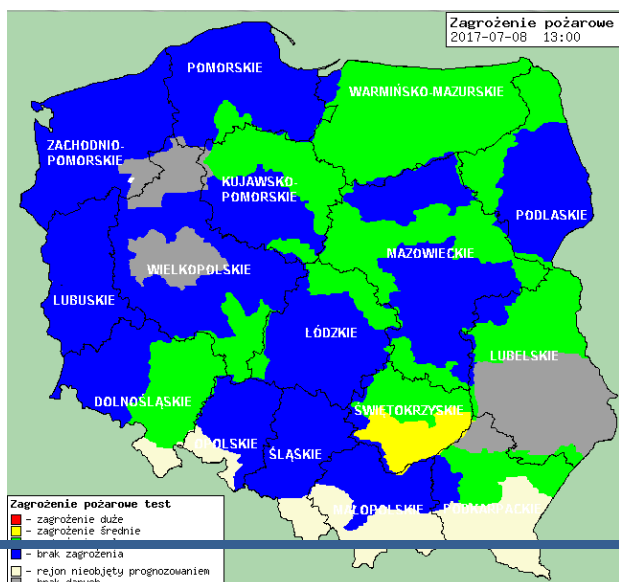 Zagrożenie pożarowe
2017-07-08 13:00
POMORSKIE
WARMIŃSKO-MAZURSKIE
ZACHODNIO-
POMORSKIE
KUJAWSKO-
POMORSKIE
PODLASKIE
MAZOWIECKIE
WIELKOPOLSKIE
LUBUSKIE
ŁÓDZKIE
LUBELSKIE
DOLNOŚLĄSKIE
ŚWIĘTOKRZYSKIE
OPOLSKIE
ŚLĄSKIE
MAŁOPOLSKIE
PODKARPACKIE
Zagrożenie pożarowe test
- zagrożenie duże
- zagrożenie średnie
- brak zagrożenia
- rejon nieobjęty prognozowaniem
- brak danych